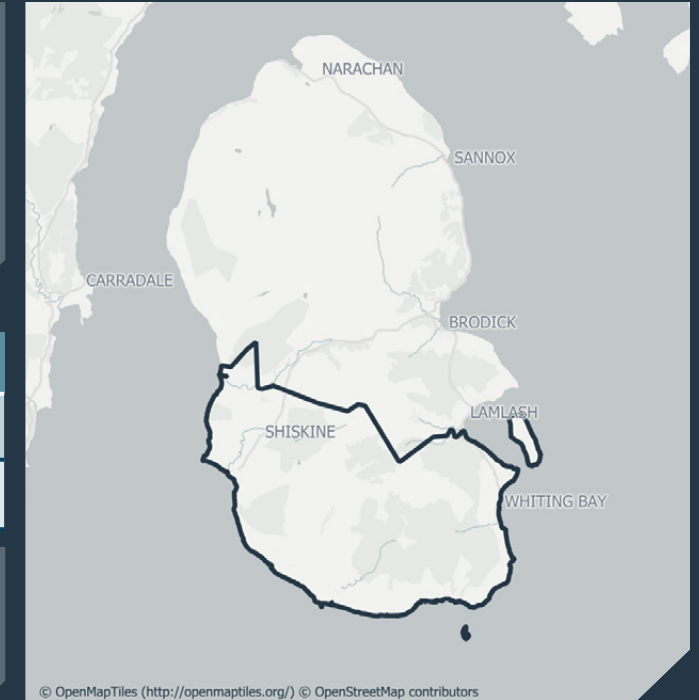 NARACHAN
SANNOX
CARRADALE
BRODICK
LAMLASH
SHISKINE
WHITING BAY
© OpenMapTiles (http://openmaptiles.org/) © OpenStreetMap contributors